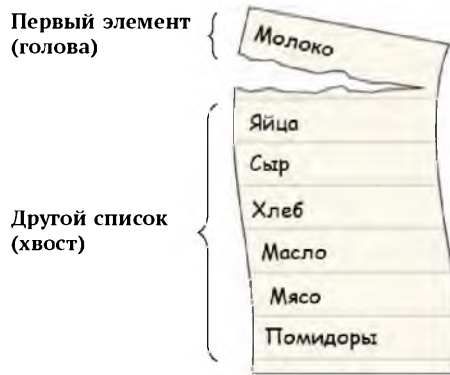 Первый элемент
(голова)
Молоко
Яйца
Сыр
Хлеб
Другой список
(хвост)
Масло
Мясо
Помидоры